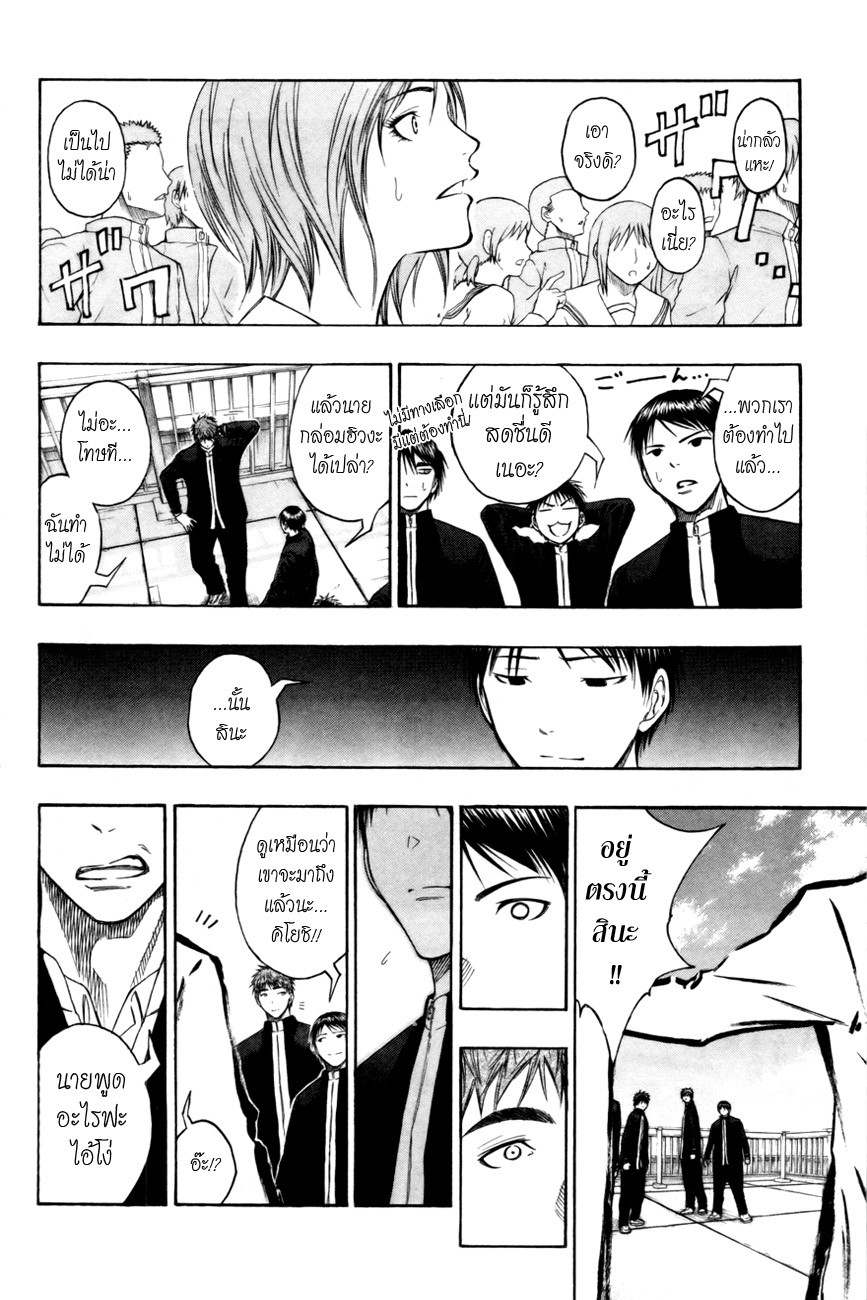 น่ากลัว
แหะ!
ザワ
อะไร
เนี่ย?
เอา
จริงดิ?
เป็นไป
ไม่ได้น่า
ザワ
...พวกเรา
ต้องทำไป
แล้ว...
ごーん...
แต่มันก็รู้สึก
สดชื่นดี
เนอะ?
ไม่มีทางเลือก
มีแต่ต้องทำนี่!
แล้วนาย
กล่อมฮิวงะ
ได้เปล่า?
ไม่อะ...
โทษที...
ฉันทำ
ไม่ได้
...นั้น
สินะ
อยู่
ตรงนี้
สินะ
!!
ดูเหมือนว่า
เขาจะมาถึง
แล้วนะ...
คิโยชิ!!
อ๊ะ!?
นายพูด
อะไรฟะ
ไอ้โง่